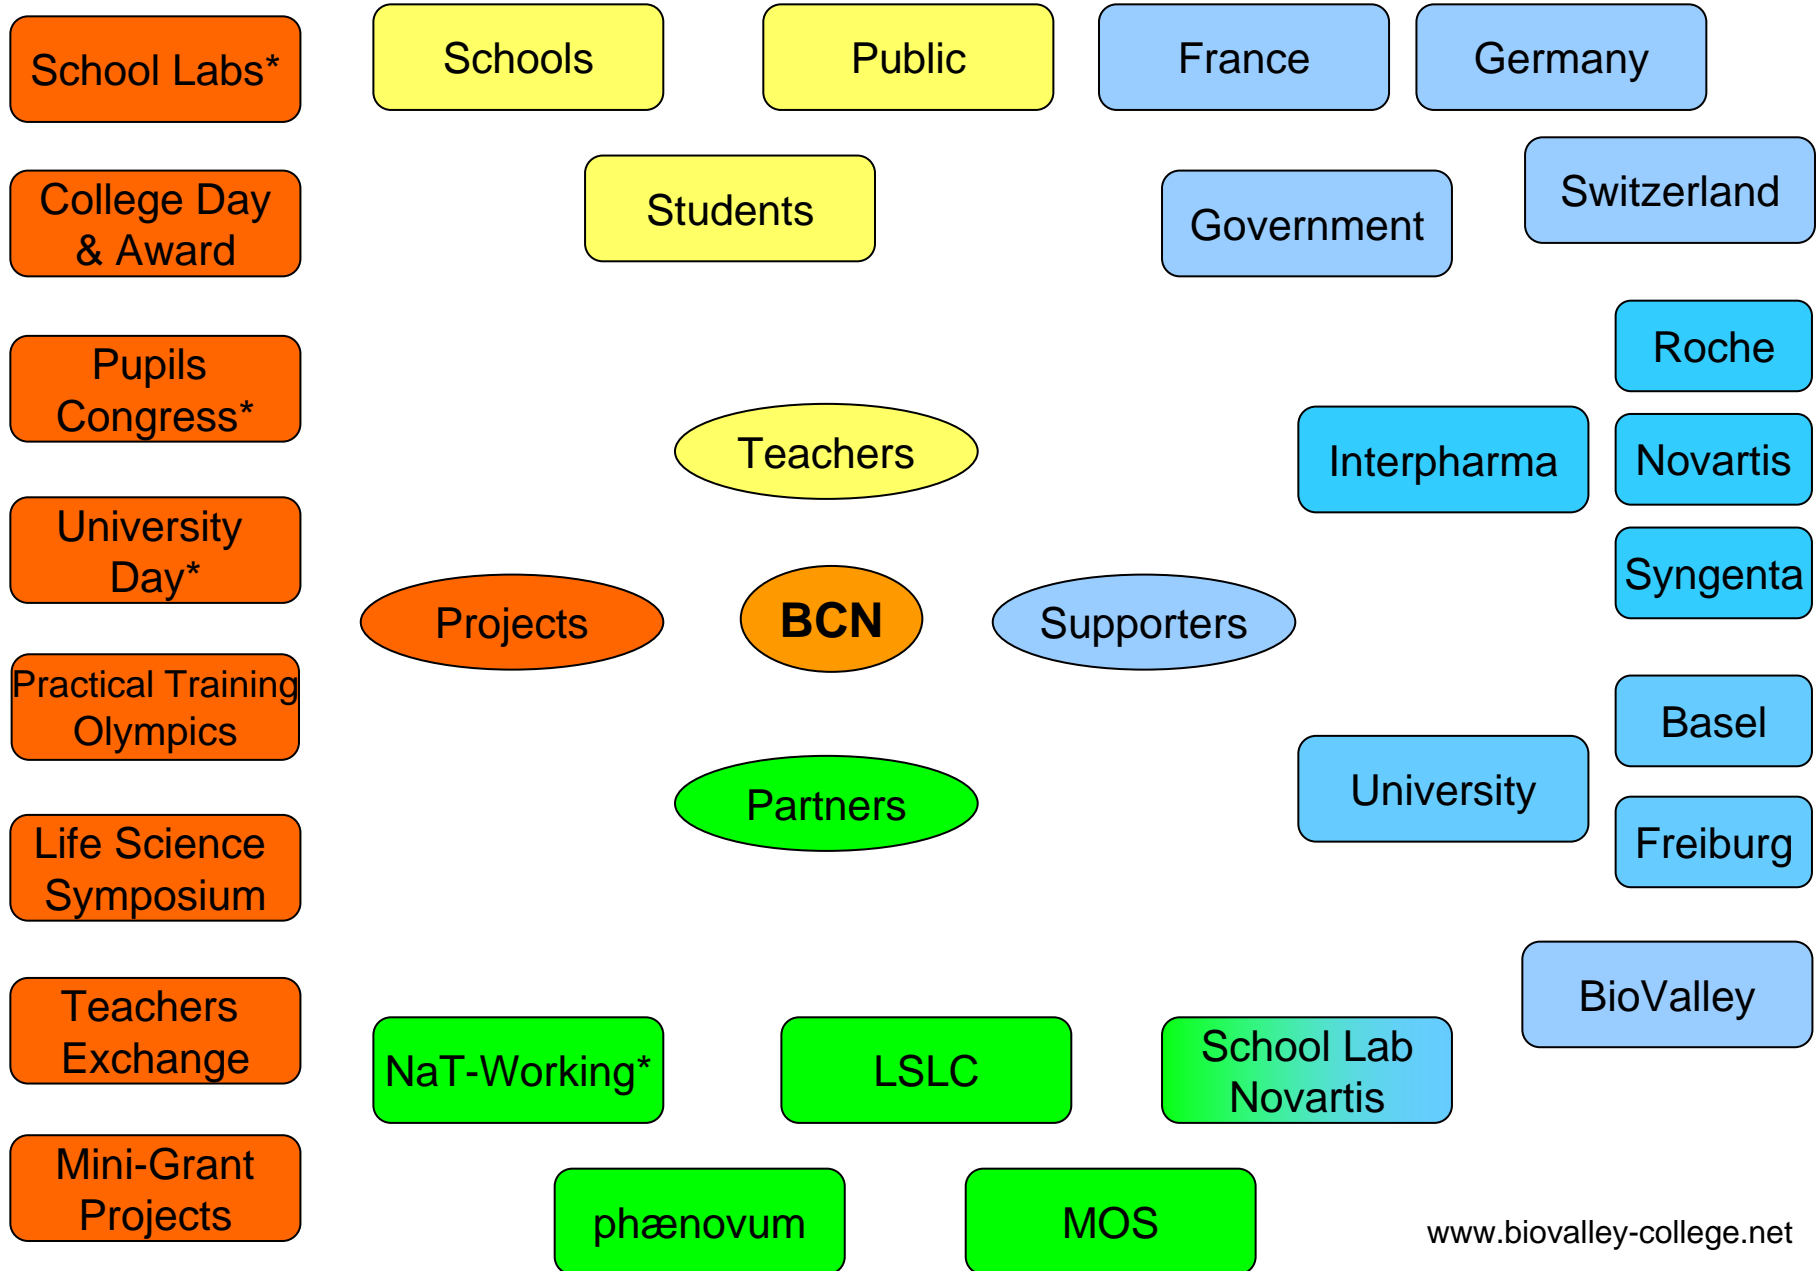 School Labs*
Schools
Public
France
Germany
College Day
& Award
Students
Government
Switzerland
Pupils
Congress*
Teachers
Interpharma
Roche
Novartis
Syngenta
University
Day*
Projects
BCN
Supporters
Practical Training
Olympics
Partners
University
Basel
Freiburg
Life Science
Symposium
BioValley
Teachers
Exchange
NaT-Working*
LSLC
School Lab
Novartis
Mini-Grant
Projects
phænovum
MOS
www.biovalley-college.net